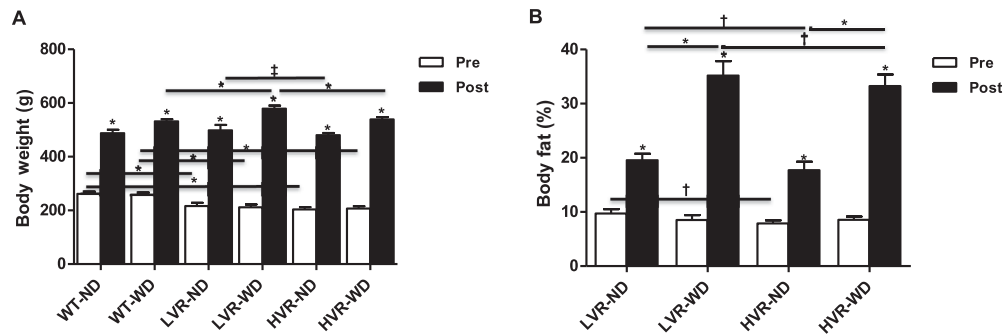 A
Body weight (g)
800
600
400
200
0
‡
* *
* * * * * *
*
*
*
*
WT-ND
WT-WD
LVR-ND
LVR-WD
HVR-ND
HVR-WD
Pre
Post
B
Body fat (%)
40
30
20
10
0
† *
* †
* * * *
†
LVR-ND
LVR-WD
HVR-ND
HVR-WD
Pre
Post